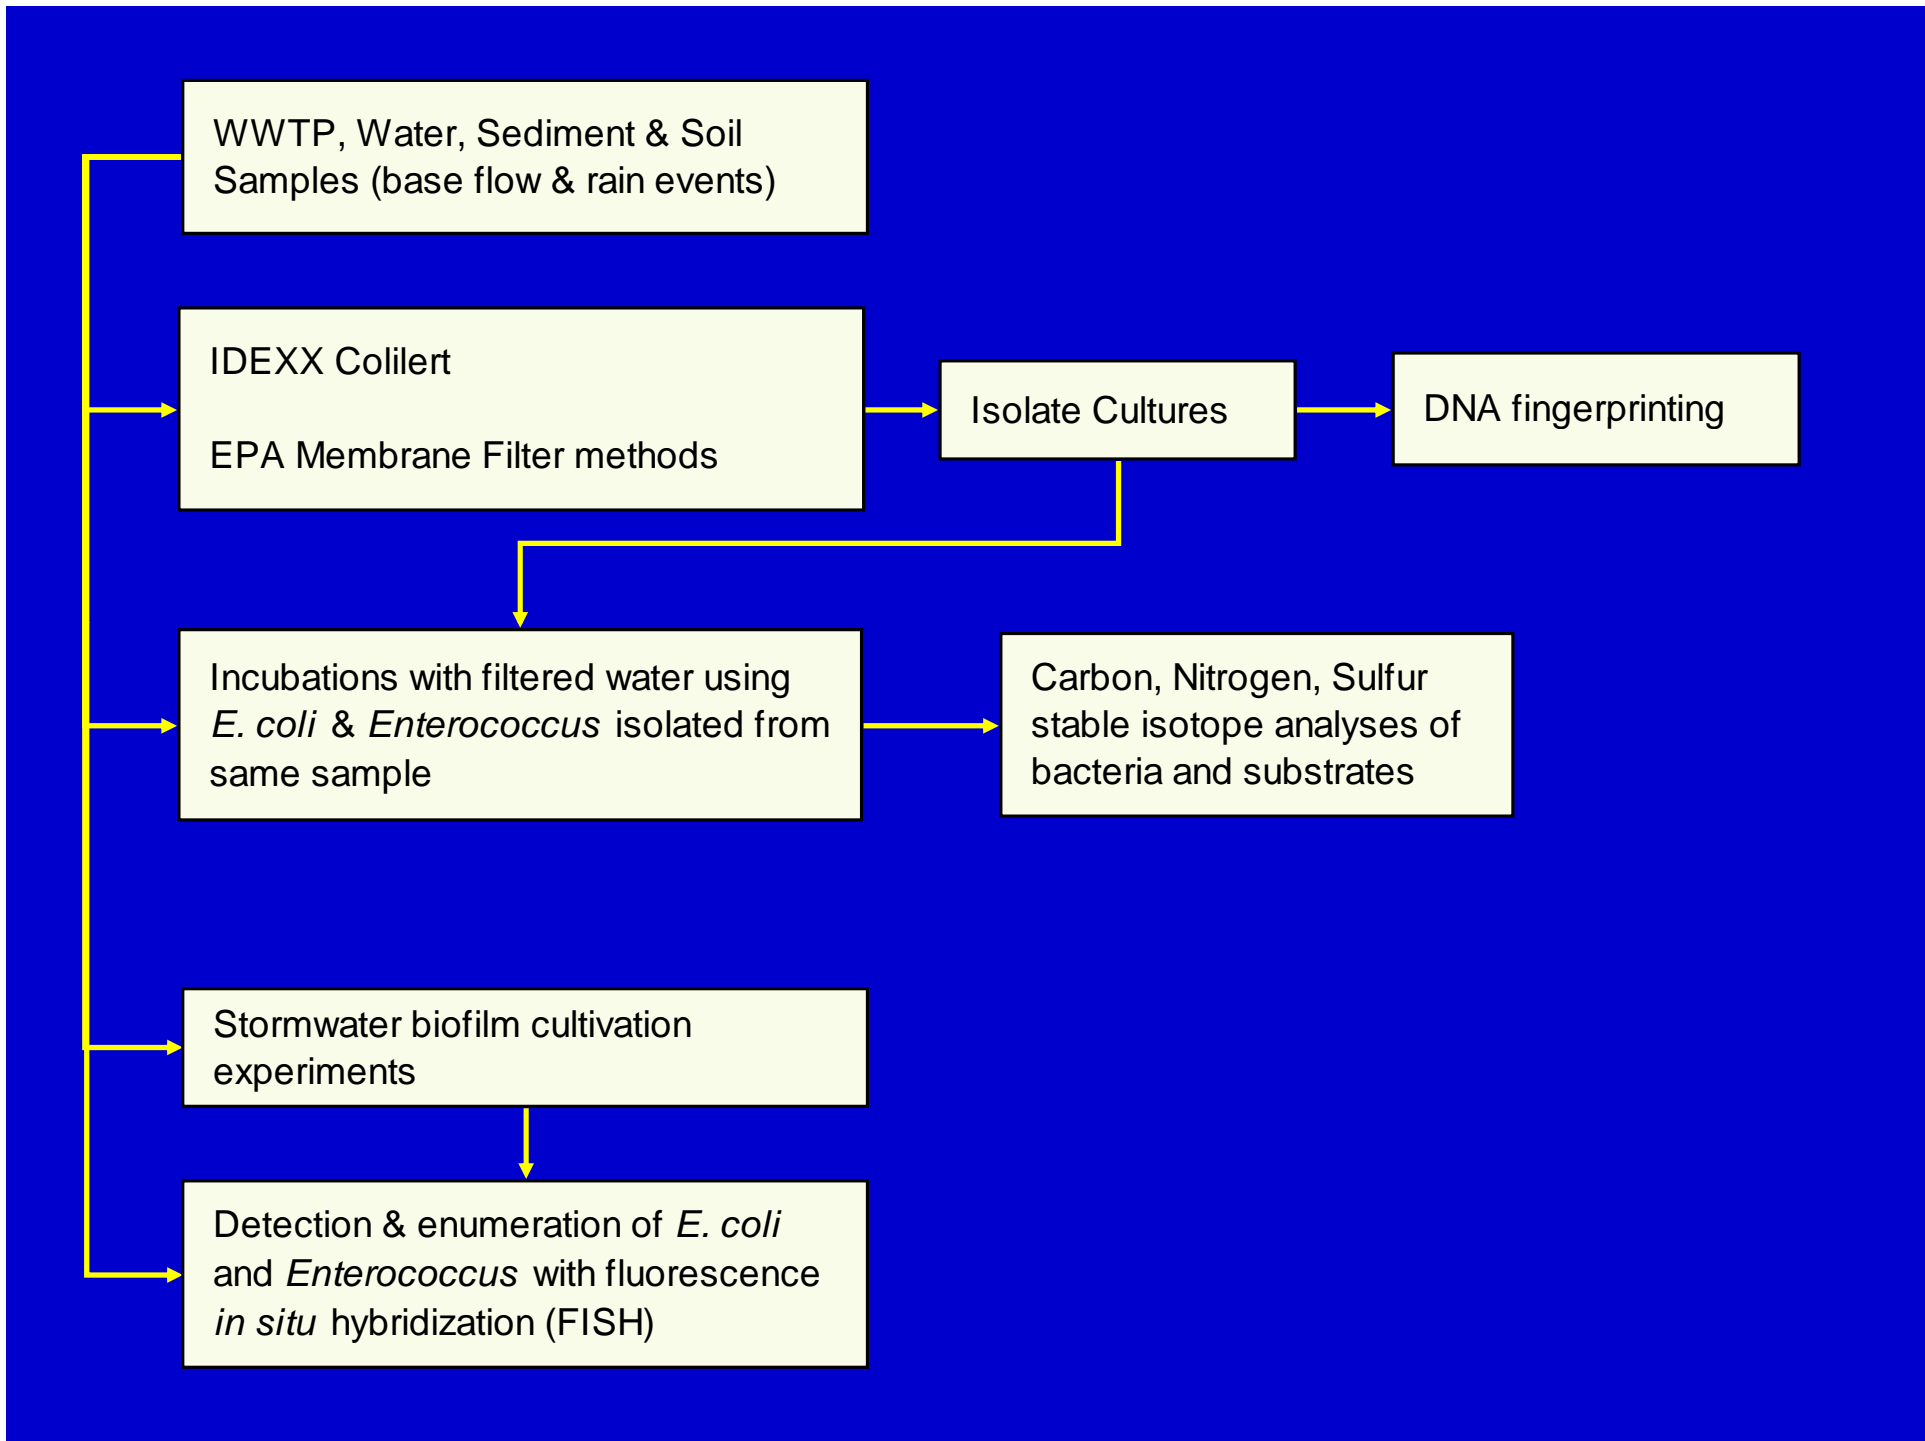 WWTP, Water, Sediment & Soil
Samples (base flow & rain events)
IDEXX Colilert
EPA Membrane Filter methods
Isolate Cultures
DNA fingerprinting
Incubations with filtered water using
E. coli & Enterococcus isolated from
same sample
Carbon, Nitrogen, Sulfur
stable isotope analyses of
bacteria and substrates
Stormwater biofilm cultivation
experiments
Detection & enumeration of E. coli
and Enterococcus with fluorescence
in situ hybridization (FISH)